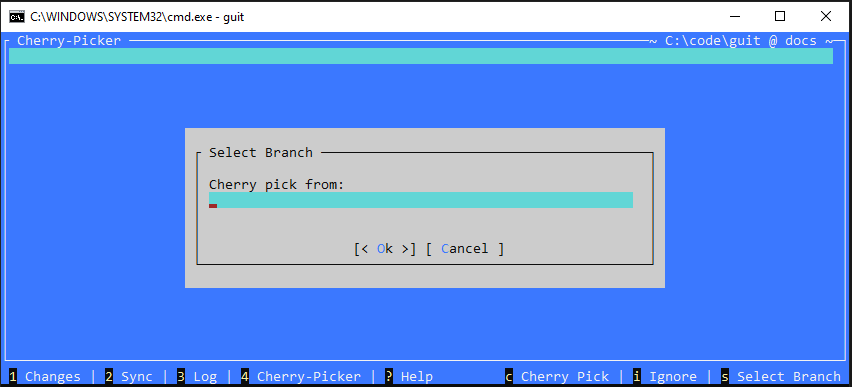 C:\WINDOWS\SYSTEM32\cmd.exe - guit
Cherry-Picker ~ C:\code\guit @ docs ~
Select Branch
Cherry pick from:
[< Ok >] [ Cancel ]
1 Changes | 2 Sync | 3 Log | 4 Cherry-Picker | ? Help c Cherry Pick | i Ignore | s Select Branch